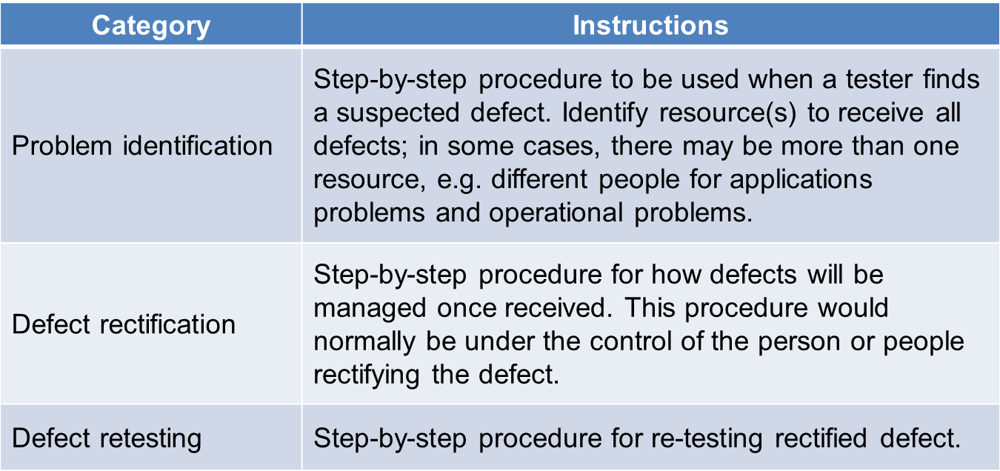 Category
Instructions
Problem identification
Step-by-step procedure to be used when a tester finds
a suspected defect. Identify resource(s) to receive all
defects; in some cases, there may be more than one
resource, e.g. different people for applications
problems and operational problems.
Defect rectification
Step-by-step procedure for how defects will be
managed once received. This procedure would
normally be under the control of the person or people
rectifying the defect.
Defect retesting
Step-by-step procedure for re-testing rectified defect.